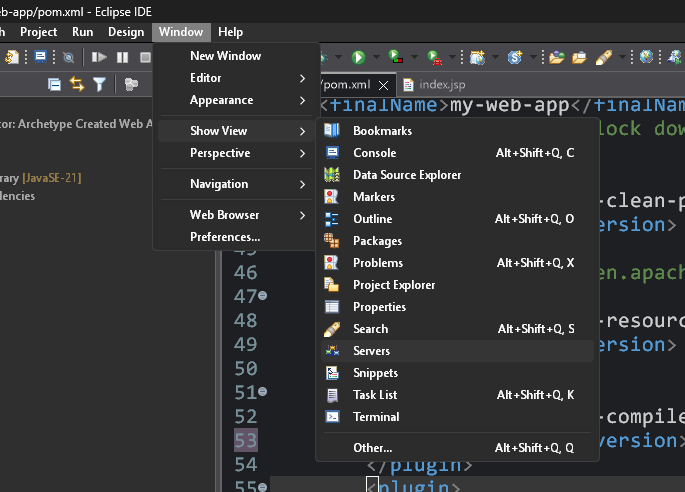 eb-app/pom.xml - Eclipse IDE
h Project Run Design Window Help
New Window
Editor
Appearance
Show View
Perspective
Navigation
Web Browser
Preferences...
tor: Archetype Created Web A
rary [JavaSE-21]
dencies
/pom.xml index.jsp
<finalName>my-web-app</finalNam
lock dow
Bookmarks
Console Alt+Shift+Q, C
Data Source Explorer
Markers
Outline Alt+Shift+Q, O
Packages
Problems Alt+Shift+Q, X
Project Explorer
Properties
Search Alt+Shift+Q, S
Servers
Snippets
Task List Alt+Shift+Q, K
Terminal
Other... Alt+Shift+Q, Q
-clean-p
ersion>
46 en.apach
47
48 -resourc
49 version>
50
51
52 -compile
53 version>
54 </plugin>
55 <plugin>